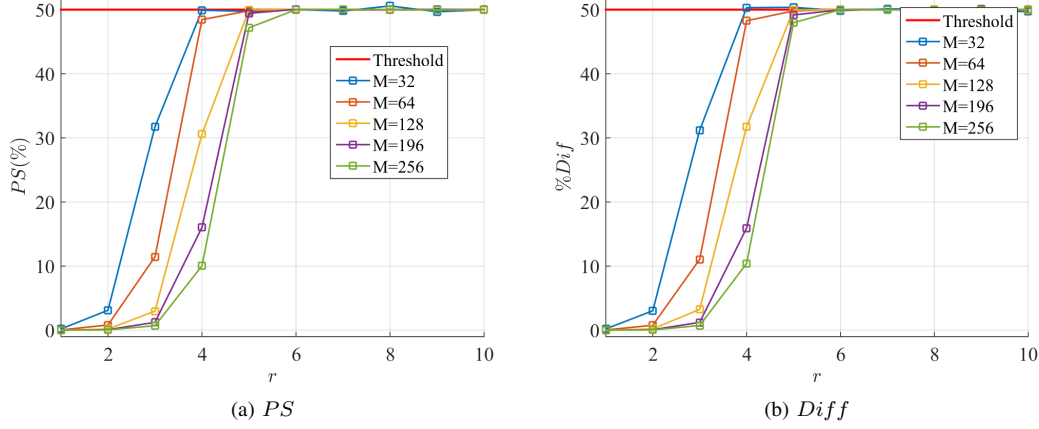 50
40
30
20
10
0
PS(%)
Threshold
M=32
M=64
M=128
M=196
M=256
2 4 6 8 10
r
(a) PS
50
40
30
20
10
0
%Dif
Threshold
M=32
M=64
M=128
M=196
M=256
2 4 6 8 10
r
(b) Diff